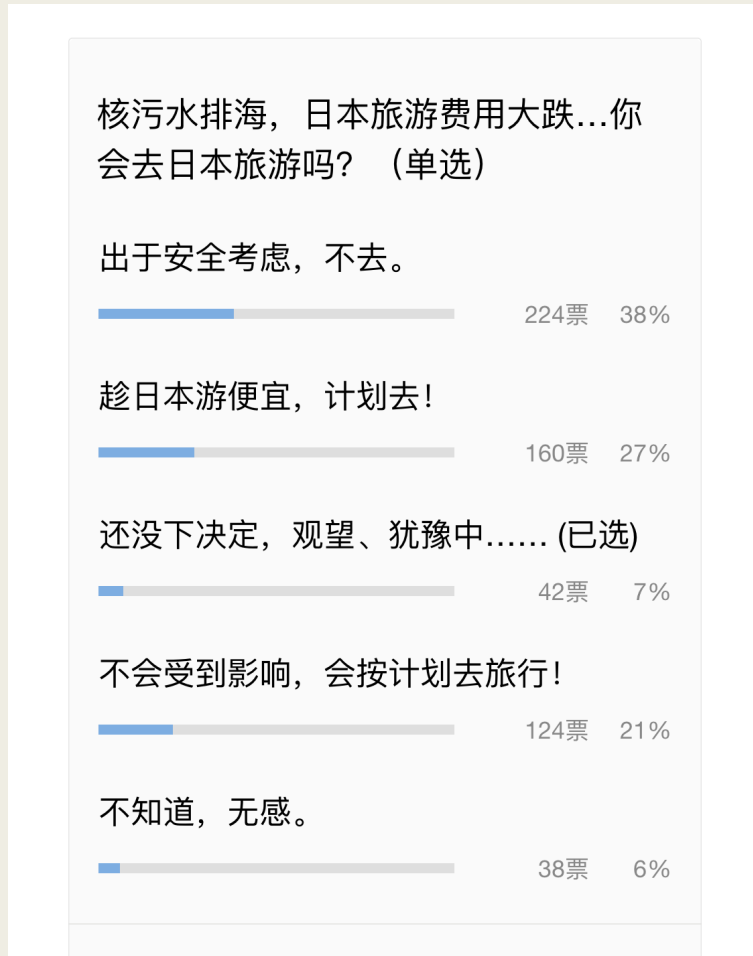 核污水排海，日本旅游费用大跌...你
会去日本旅游吗？（单选）
出于安全考虑，不去。
224票 38%
趁日本游便宜，计划去！
160票 27%
还没下决定，观望、犹豫中...... (已选)
42票 7%
不会受到影响，会按计划去旅行！
124票 21%
不知道，无感。
38票 6%